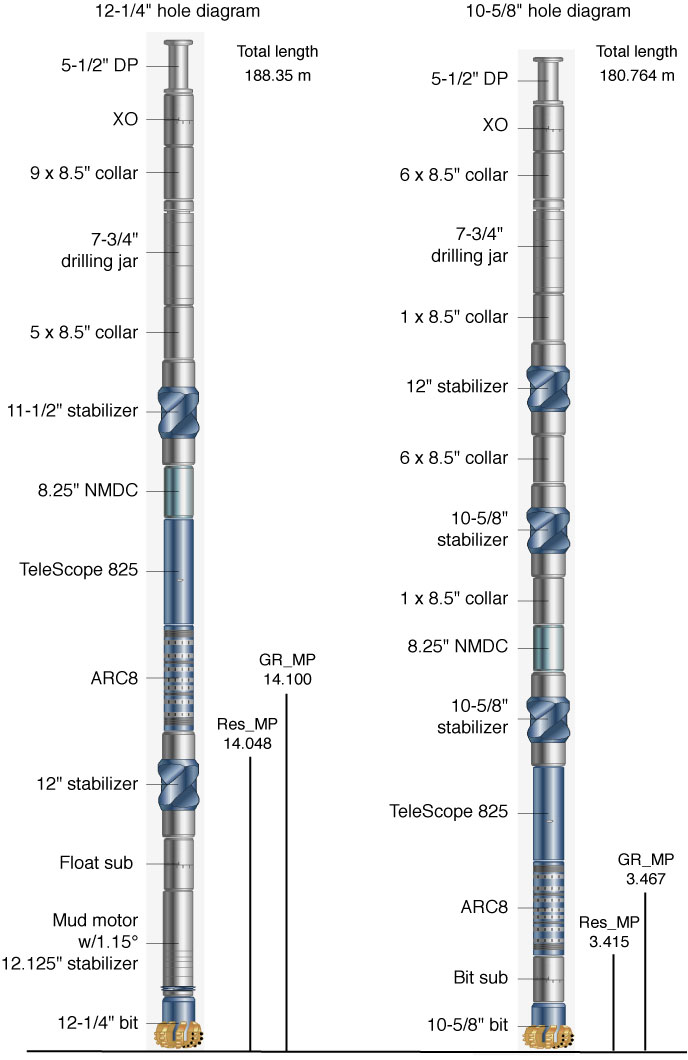 12-1/4" hole diagram
Total length
188.35 m
5-1/2" DP
XO
9 x 8.5" collar
7-3/4"
drilling jar
5 x 8.5" collar
11-1/2" stabilizer
8.25" NMDC
TeleScope 825
ARC8
GR_MP
14.100
Res_MP
14.048
12" stabilizer
Float sub
Mud motor
w/1.15°
12.125" stabilizer
12-1/4" bit
10-5/8" hole diagram
Total length
180.764 m
5-1/2" DP
XO
6 x 8.5" collar
7-3/4"
drilling jar
1 x 8.5" collar
12" stabilizer
6 x 8.5" collar
10-5/8"
stabilizer
1 x 8.5" collar
8.25" NMDC
10-5/8"
stabilizer
TeleScope 825
GR_MP
3.467
ARC8
Res_MP
3.415
Bit sub
10-5/8" bit